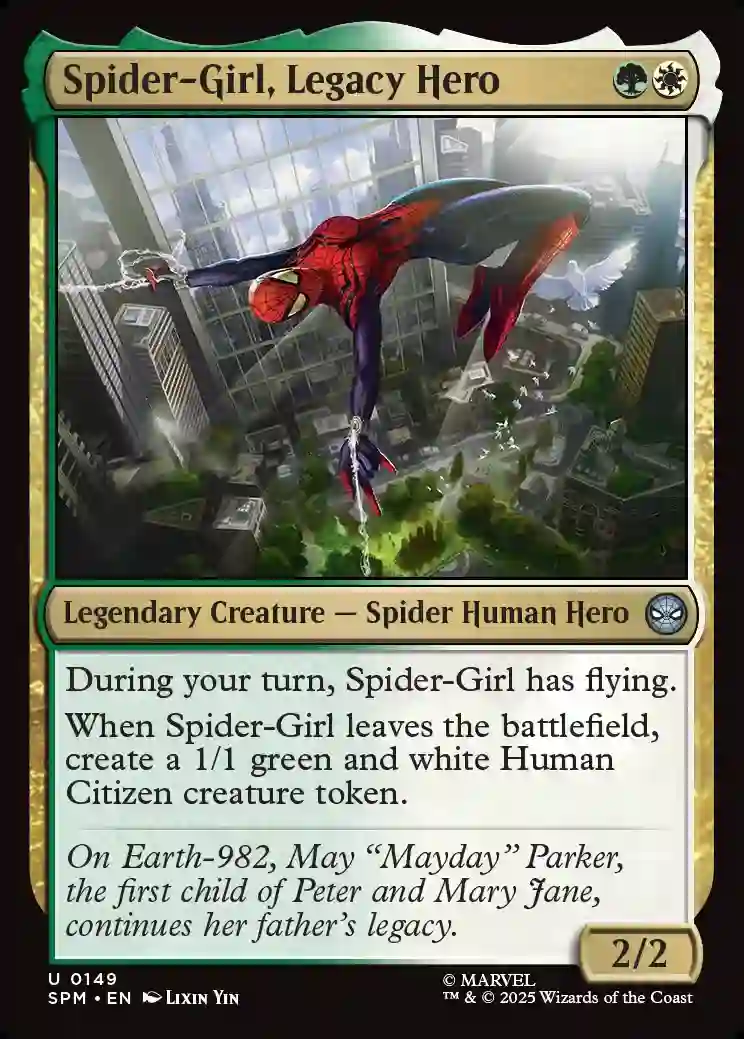 Spider-Girl, Legacy Hero
Legendary Creature — Spider Human Hero
During your turn, Spider-Girl has flying.
When Spider-Girl leaves the battlefield,
create a 1/1 green and white Human
Citizen creature token.
On Earth-982, May “Mayday” Parker,
the first child of Peter and Mary Jane,
continues her father’s legacy.
2/2
U 0149
SPM • EN Lixin Yin
© MARVEL
™ & © 2025 Wizards of the Coast